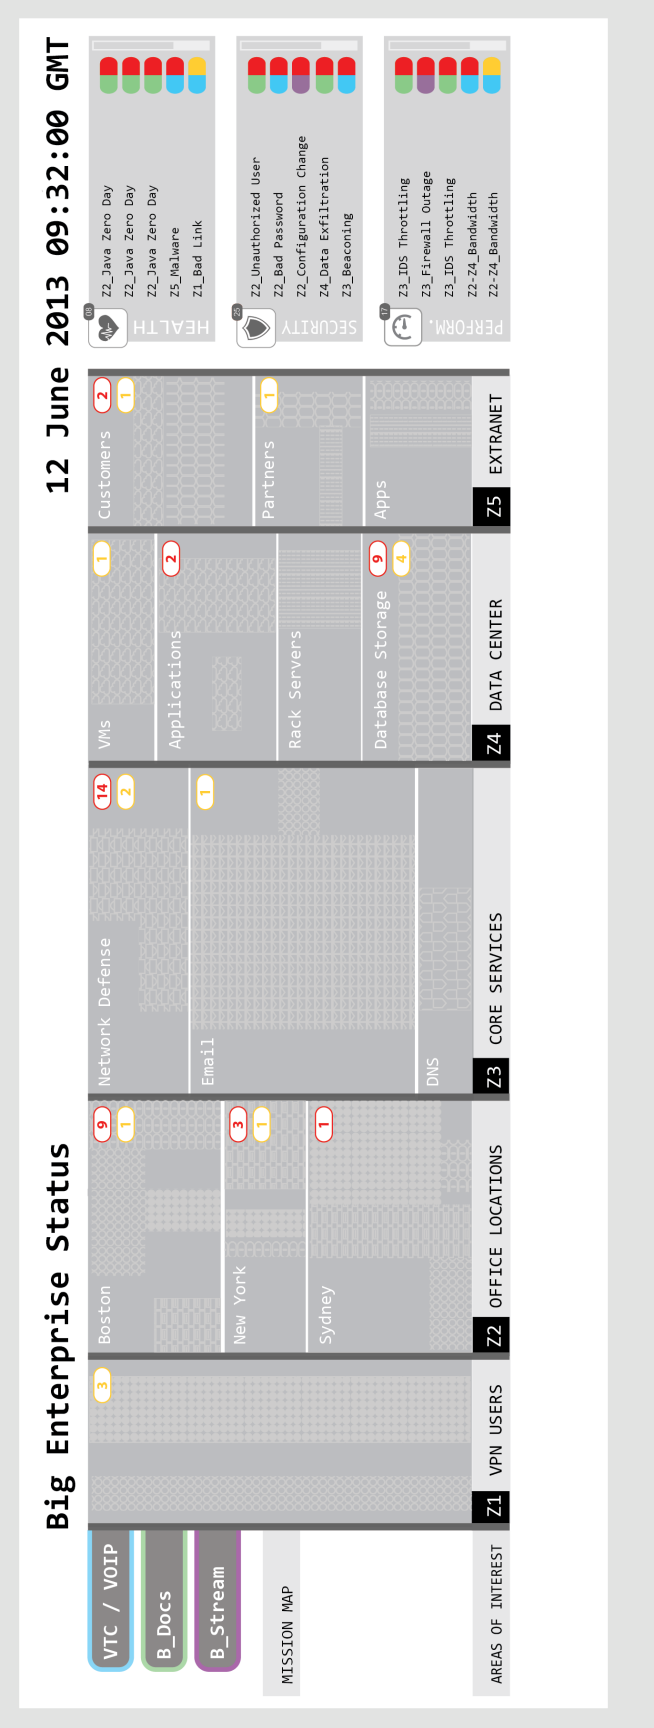 Big Enterprise Status
12 June 2013 09:32:00 GMT
VTC / VOIP
B_Docs
B_Stream
MISSION MAP
AREAS OF INTEREST
3
Z1 VPN USERS
Boston
9
1
New York
3
1
Sydney
1
Z2 OFFICE LOCATIONS
Network Defense
14
2
Email
1
DNS
Z3 CORE SERVICES
VMs
1
Applications
2
Rack Servers
Database Storage
9
4
Z4 DATA CENTER
Customers
2
1
Partners
1
Apps
Z5 EXTRANET
08
HEALTH
Z2_Java Zero Day
Z2_Java Zero Day
Z2_Java Zero Day
Z5_Malware
Z1_Bad Link
25
SECURITY
Z2_Unauthorized User
Z2_Bad Password
Z2_Configuration Change
Z4_Data Exfiltration
Z3_Beaconing
17
PERFORM.
Z3_IDS Throttling
Z3_Firewall Outage
Z3_IDS Throttling
Z2-Z4_Bandwidth
Z2-Z4_Bandwidth